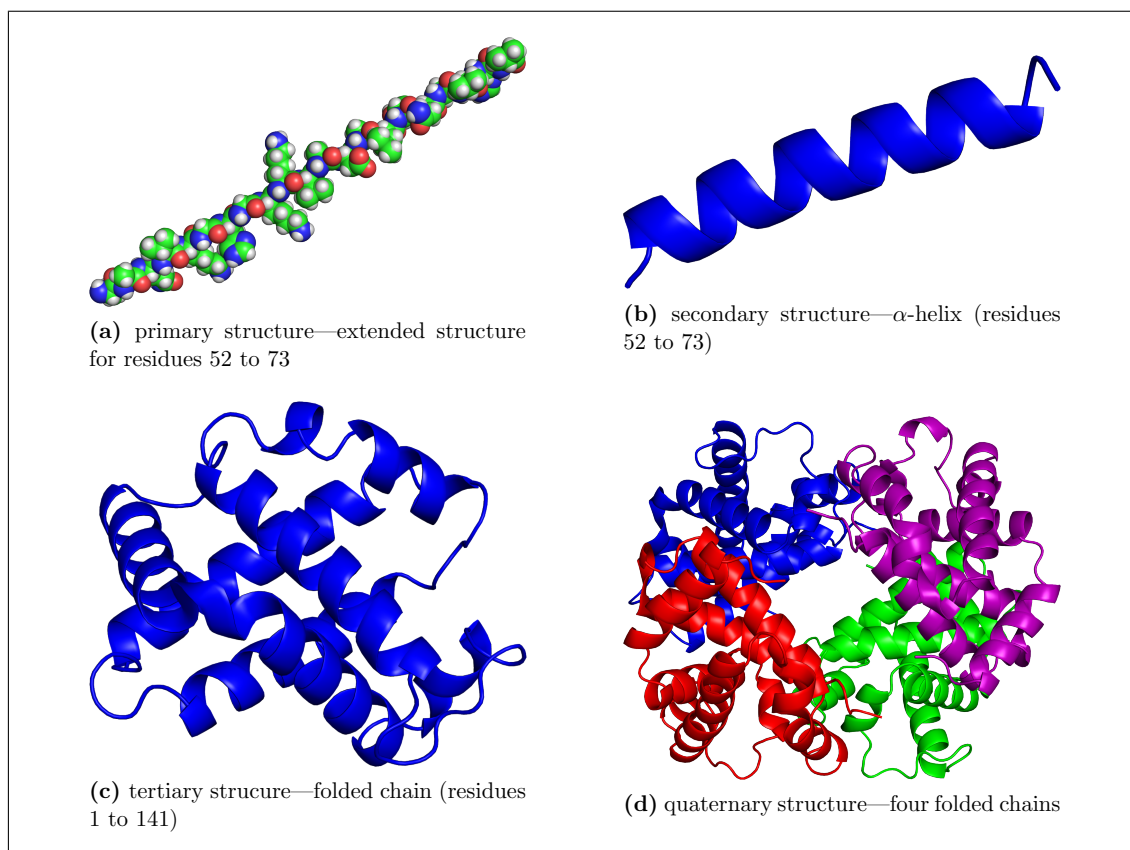 (a) primary structure—extended structure
for residues 52 to 73
(b) secondary structure—α-helix (residues
52 to 73)
(c) tertiary strucure—folded chain (residues
1 to 141)
(d) quaternary structure—four folded chains